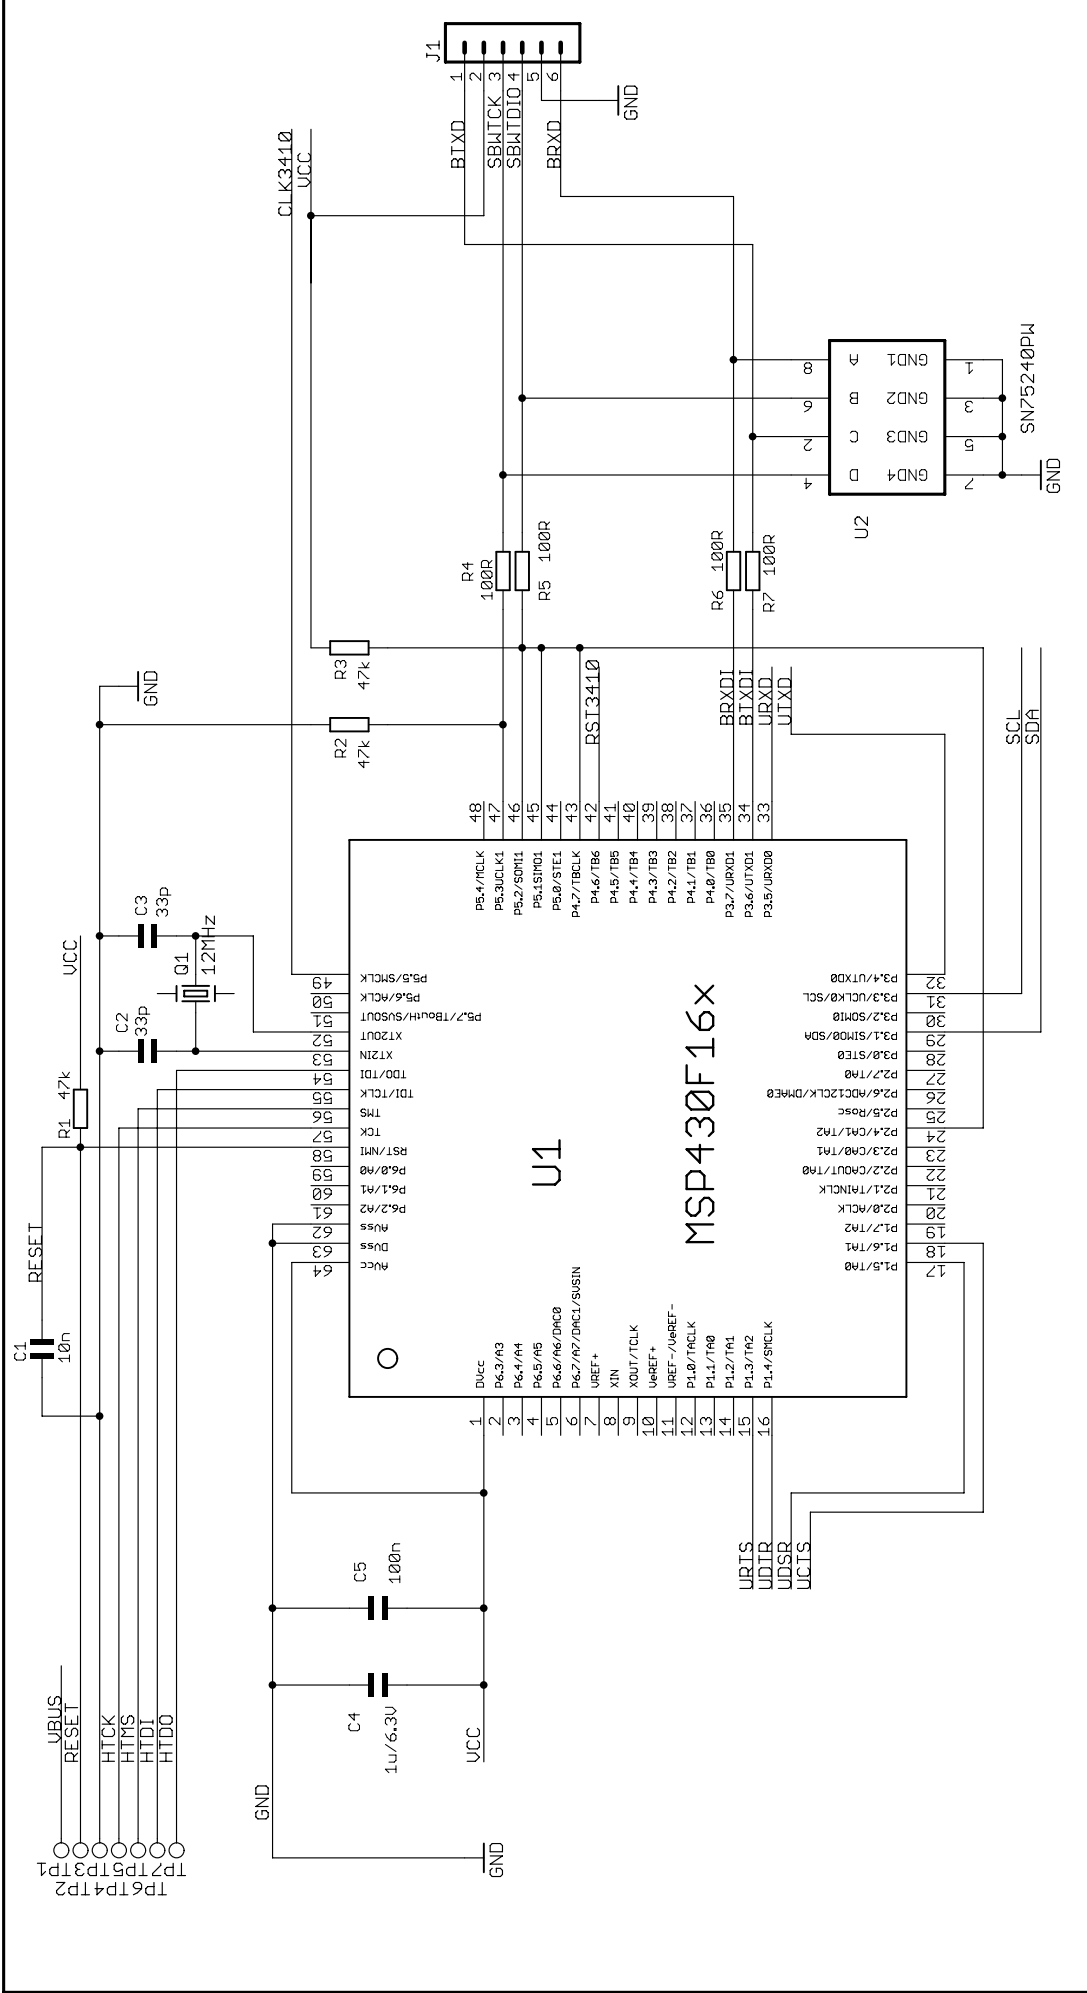 J1
1
2
3
4
5
6
BTXD
SBWTCK
SBWTDIO
BRXD
GND
CLK3410
VCC
SN75240PW
U2
8
6
2
4
A
B
C
D
GND1
GND2
GND3
GND4
1
3
5
7
GND
R4
100R
R5
100R
R6
100R
R7
100R
R3
47k
R2
47k
GND
RST3410
BRXDI
BTXDI
URXD
UTXD
SCL
SDA
48
47
46
45
44
43
42
41
40
39
38
37
36
35
34
33
P5.4/MCLK
P5.3UCLK1
P5.2/SOMI1
P5.1SIMO1
P5.0/STE1
P4.7/TBCLK
P4.6/TB6
P4.5/TB5
P4.4/TB4
P4.3/TB3
P4.2/TB2
P4.1/TB1
P4.0/TB0
P3.7/URXD1
P3.6/UTXD1
P3.5/URXD0
C3
33p
Q1
12MHz
C2
33p
VCC
R1
47k
RESET
C1
10n
49
50
51
52
53
54
55
56
57
58
59
60
61
62
63
64
P5.5/SMCLK
P5.6/ACLK
P5.7/TBoutH/SVSOUT
XT2OUT
XT2IN
TDO/TDI
TDI/TCLK
TMS
TCK
RST/NMI
P6.0/A0
P6.1/A1
P6.2/A2
AVss
DVss
AVcc
U1
MSP430F16x
P3.4/UTXD0
P3.3/UCLK0/SCL
P3.2/SOMI0
P3.1/SIMO0/SDA
P3.0/STE0
P2.7/TA0
P2.6/ADC12CLK/DMAE0
P2.5/Rosc
P2.4/CA1/TA2
P2.3/CA0/TA1
P2.2/CAOUT/TA0
P2.1/TAINCLK
P2.0/ACLK
P1.7/TA2
P1.6/TA1
P1.5/TA0
32
31
30
29
28
27
26
25
24
23
22
21
20
19
18
17
DVcc
P6.3/A3
P6.4/A4
P6.5/A5
P6.6/A6/DAC0
P6.7/A7/DAC1/SVSIN
VREF+
XIN
XOUT/TCLK
VeREF+
VREF-/VeREF-
P1.0/TACLK
P1.1/TA0
P1.2/TA1
P1.3/TA2
P1.4/SMCLK
1
2
3
4
5
6
7
8
9
10
11
12
13
14
15
16
URTS
UDTR
UDSR
UCTS
C5
100n
C4
1u/6.3V
VCC
GND
GND
VBUS
RESET
HTCK
HTMS
HTDI
HTDO
TP7TP5TP3TP1
TP6TP4TP2